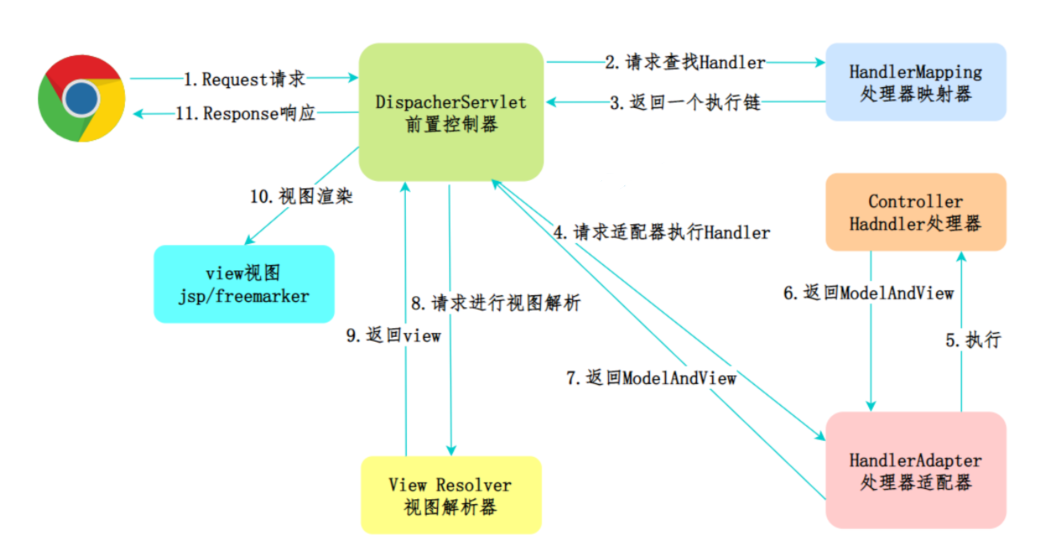 1.Request请求
11.Response响应
DispacherServlet
前置控制器
2.请求查找Handler
3.返回一个执行链
HandlerMapping
处理器映射器
10.视图渲染
view视图
jsp/freemarker
4.请求适配器执行Handler
Controller
Hadndler处理器
8.请求进行视图解析
9.返回view
6.返回ModelAndView
5.执行
7.返回ModelAndView
View Resolver
视图解析器
HandlerAdapter
处理器适配器